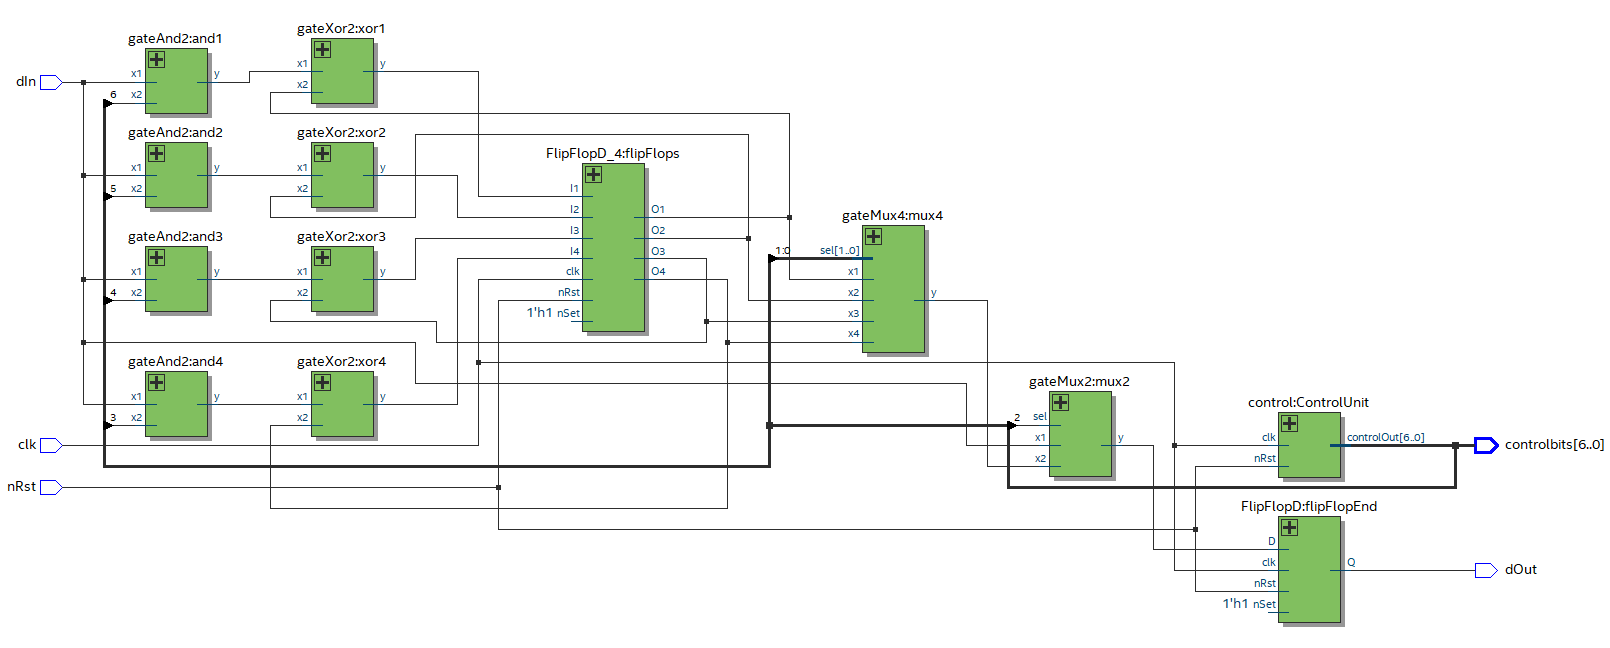 gateXor2:xor1
gateAnd2:and1
x1
y
x1
y
dIn
x2
x2
6
gateAnd2:and2
gateXor2:xor2
x1
y
x1
y
5
x2
x2
FlipFlopD_4:flipFlops
I1
I2
I3
I4
clk
nRst
1'h1 nSet
O1
O2
O3
O4
gateAnd2:and3
gateXor2:xor3
x1
y
x1
y
4
x2
x2
gateMux4:mux4
1:0
sel[1..0]
x1
x2
x3
x4
y
gateAnd2:and4
gateXor2:xor4
x1
y
x1
y
3
x2
x2
gateMux2:mux2
2
sel
x1
x2
y
clk
nRst
control:ControlUnit
clk
nRst
controlOut[6..0]
controlbits[6..0]
FlipFlopD:flipFlopEnd
D
clk
nRst
1'h1 nSet
Q
dOut